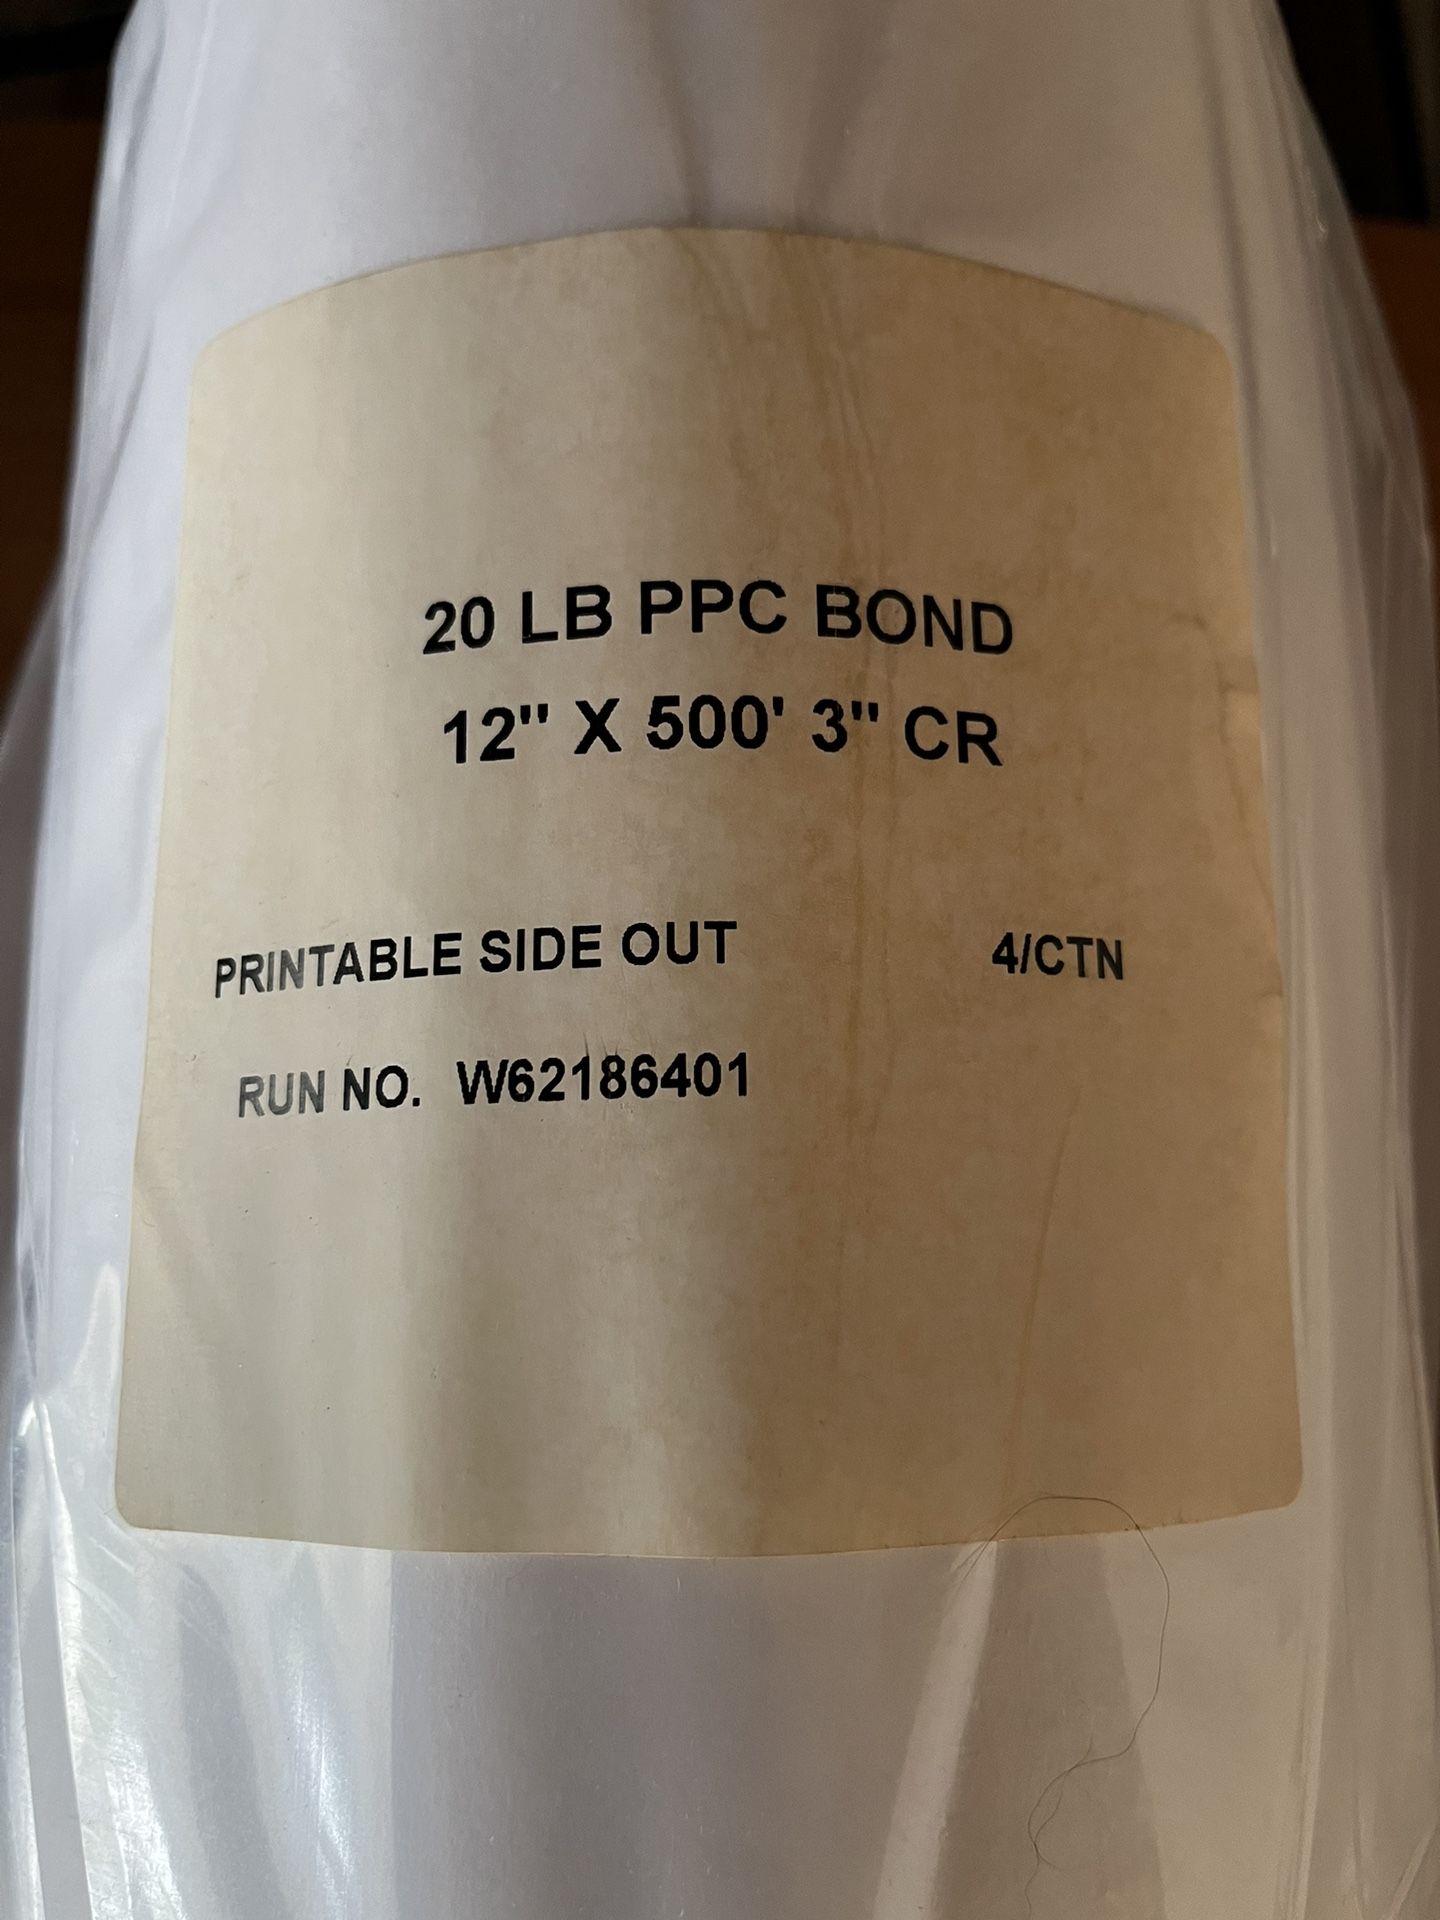 20 LB PPC BOND
12" X 500' 3" CR
PRINTABLE SIDE OUT 4/CTN
RUN NO. W62186401